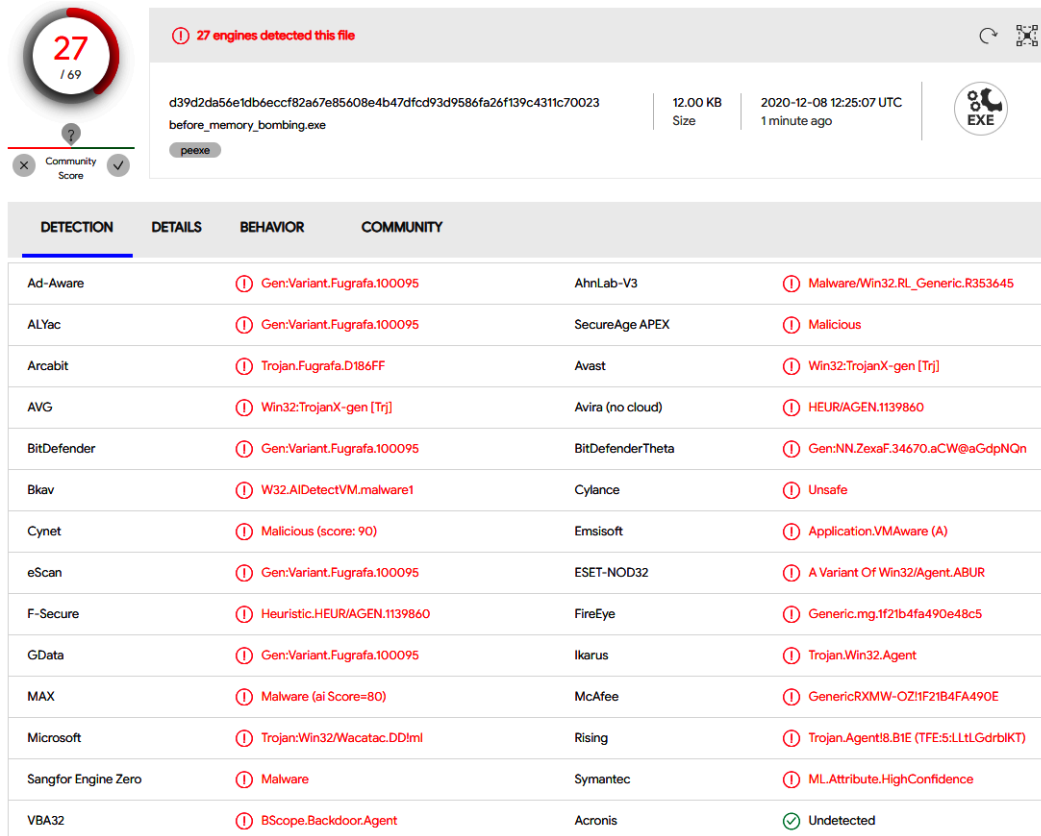 27
/ 69
?
Community
Score
27 engines detected this file
d39d2da56e1db6eccf82a67e85608e4b47dfcd93d9586fa26f139c4311c70023
before_memory_bombing.exe
peexe
12.00 KB
Size
2020-12-08 12:25:07 UTC
1 minute ago
EXE
DETECTION DETAILS BEHAVIOR COMMUNITY
Ad-Aware Gen:Variant.Fugrafa.100095 AhnLab-V3 Malware/Win32.RL_Generic.R353645
ALYac Gen:Variant.Fugrafa.100095 SecureAge APEX Malicious
Arcabit Trojan.Fugrafa.D186FF Avast Win32:TrojanX-gen [Trj]
AVG Win32:TrojanX-gen [Trj] Avira (no cloud) HEUR/AGEN.1139860
BitDefender Gen:Variant.Fugrafa.100095 BitDefenderTheta Gen:NN.ZexaF.34670.aCW@aGdpNQn
Bkav W32.AIDetectVM.malware1 Cylance Unsafe
Cynet Malicious (score: 90) Emsisoft Application.VMAware (A)
eScan Gen:Variant.Fugrafa.100095 ESET-NOD32 A Variant Of Win32/Agent.ABUR
F-Secure Heuristic.HEUR/AGEN.1139860 FireEye Generic.mg.1f21b4fa490e48c5
GData Gen:Variant.Fugrafa.100095 Ikarus Trojan.Win32.Agent
MAX Malware (ai Score=80) McAfee GenericRXMW-OZ!1F21B4FA490E
Microsoft Trojan:Win32/Wacatac.DD!ml Rising Trojan.Agent!8.B1E (TFE:5:LLtLGdrblKT)
Sangfor Engine Zero Malware Symantec ML.Attribute.HighConfidence
VBA32 BScope.Backdoor.Agent Acronis Undetected